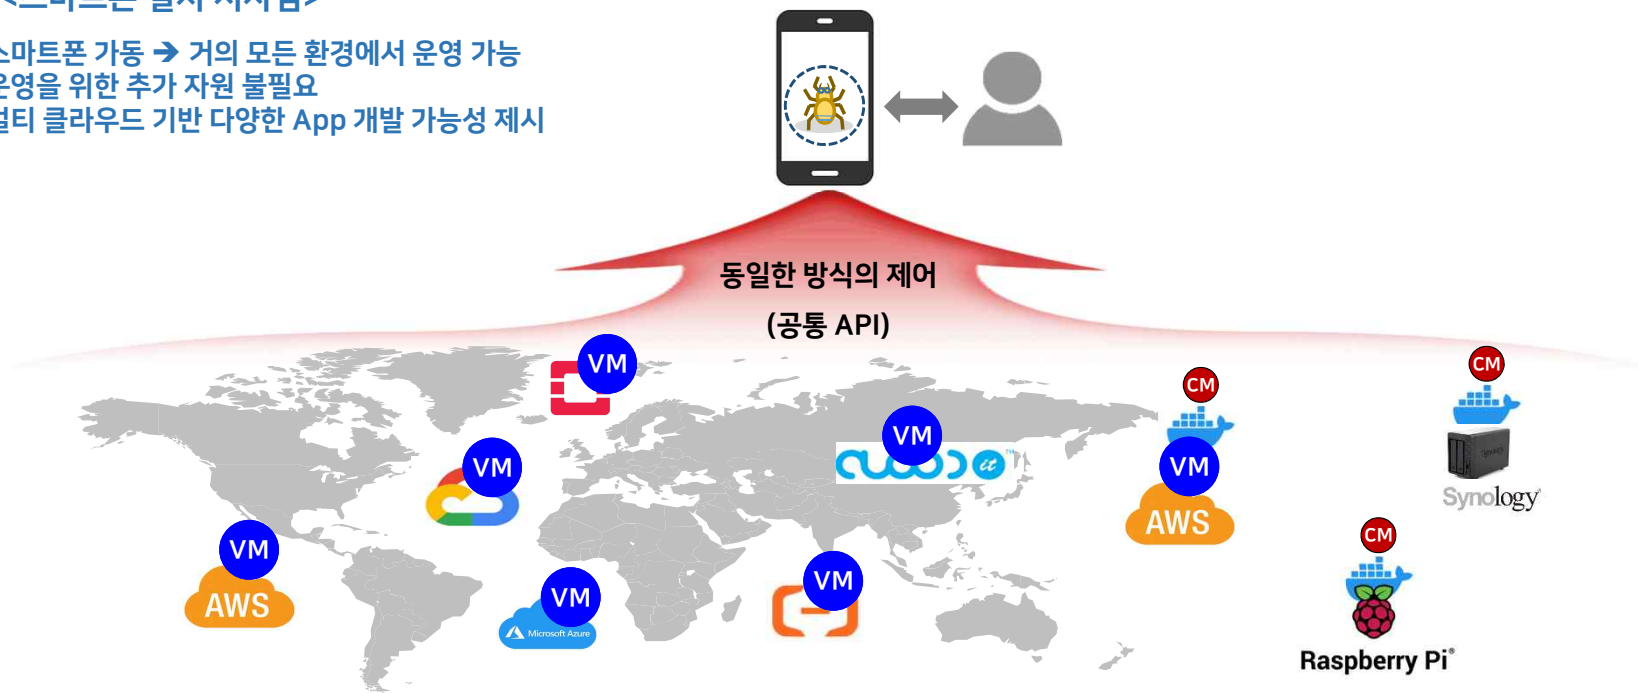 스마트폰 가동 → 거의 모든 환경에서 운영 가능
운영을 위한 추가 자원 불필요
멀티 클라우드 기반 다양한 App 개발 가능성 제시
동일한 방식의 제어
(공통 API)
VM
CM
CM
VM
cloud it
TM
VM
VM
AWS
Synology
CM
VM
AWS
VM
Microsoft Azure
VM
Raspberry Pi®